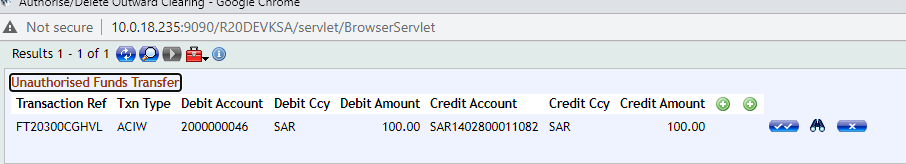 Authorise/Delete Outward Clearing - Google Chrome
Not secure | 10.0.18.235:9090/R20DEVKSA/servlet/BrowserServlet
Results 1 - 1 of 1
Unauthorised Funds Transfer
Transaction Ref Txn Type Debit Account Debit Ccy Debit Amount Credit Account Credit Ccy Credit Amount
FT20300CGHVL ACIW 2000000046 SAR 100.00 SAR1402800011082 SAR 100.00